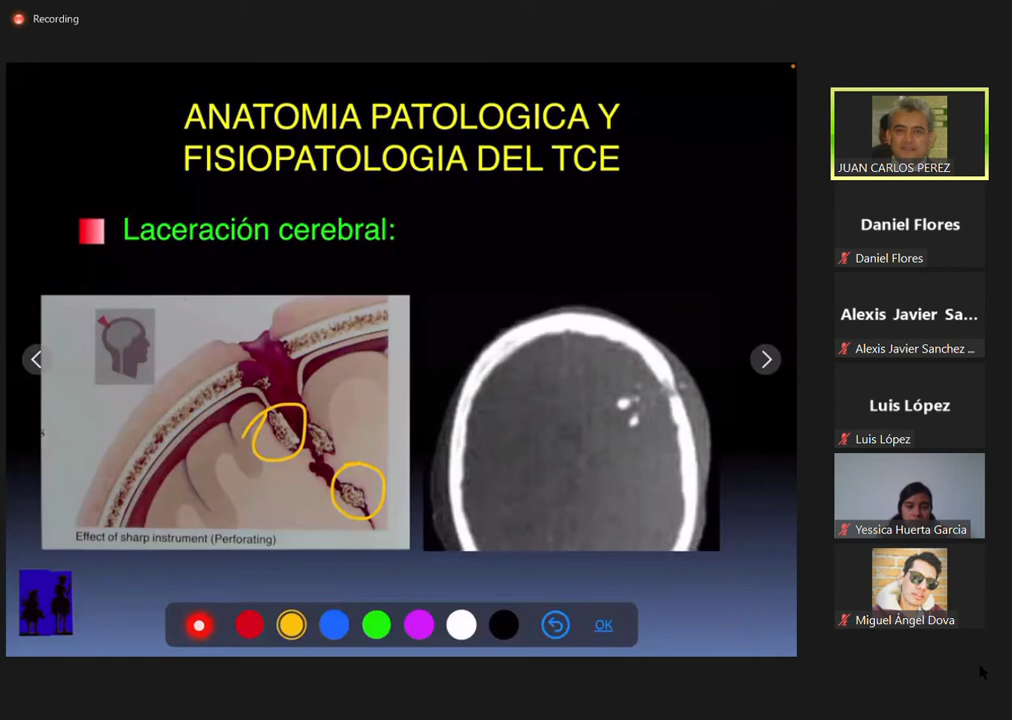 Recording
ANATOMIA PATOLOGICA Y
FISIOPATOLOGIA DEL TCE
Laceración cerebral:
s
Effect of sharp instrument (Perforating)
OK
JUAN CARLOS PEREZ
Daniel Flores
Daniel Flores
Alexis Javier Sa...
Alexis Javier Sanchez ...
Luis López
Luis López
Yessica Huerta Garcia
Miguel Ángel Dova